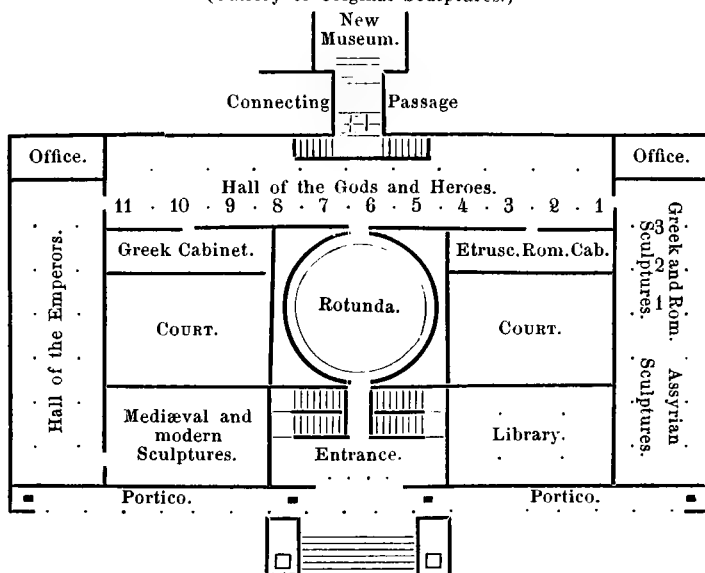 (Gallery of Original Sculptures.)
New
Museum.
Connecting Passage
Office. Office.
Hall of the Gods and Heroes.
11 10 9 8 7 6 5 4 3 2 1
Greek Cabinet. Etrusc. Rom. Cab.
Rotunda.
COURT. COURT.
Hall of the Emperors.
Greek and Rom.
Sculptures.
3
2
1
Assyrian
Sculptures.
Mediæval and
modern
Sculptures.
Library.
Entrance.
Portico. Portico.